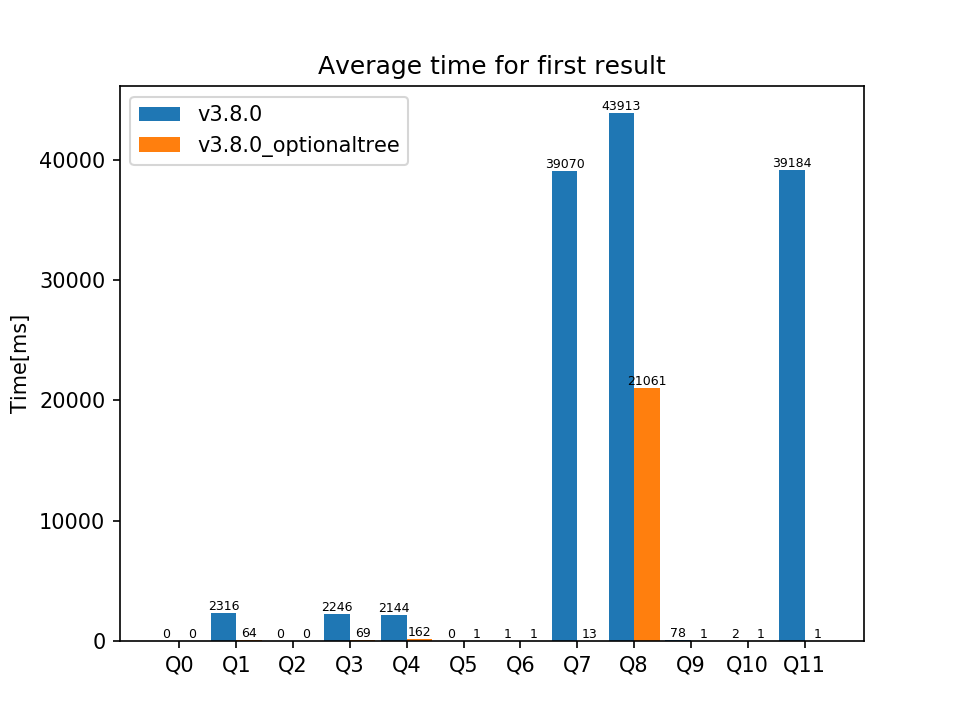 Average time for first result
v3.8.0
v3.8.0_optionaltree
Time[ms]
40000
30000
20000
10000
0
0 0 2316 64 0 0 2246 69 2144 162 0 1 1 1 39070 13 43913 21061 78 1 2 1 39184 1
Q0 Q1 Q2 Q3 Q4 Q5 Q6 Q7 Q8 Q9 Q10 Q11